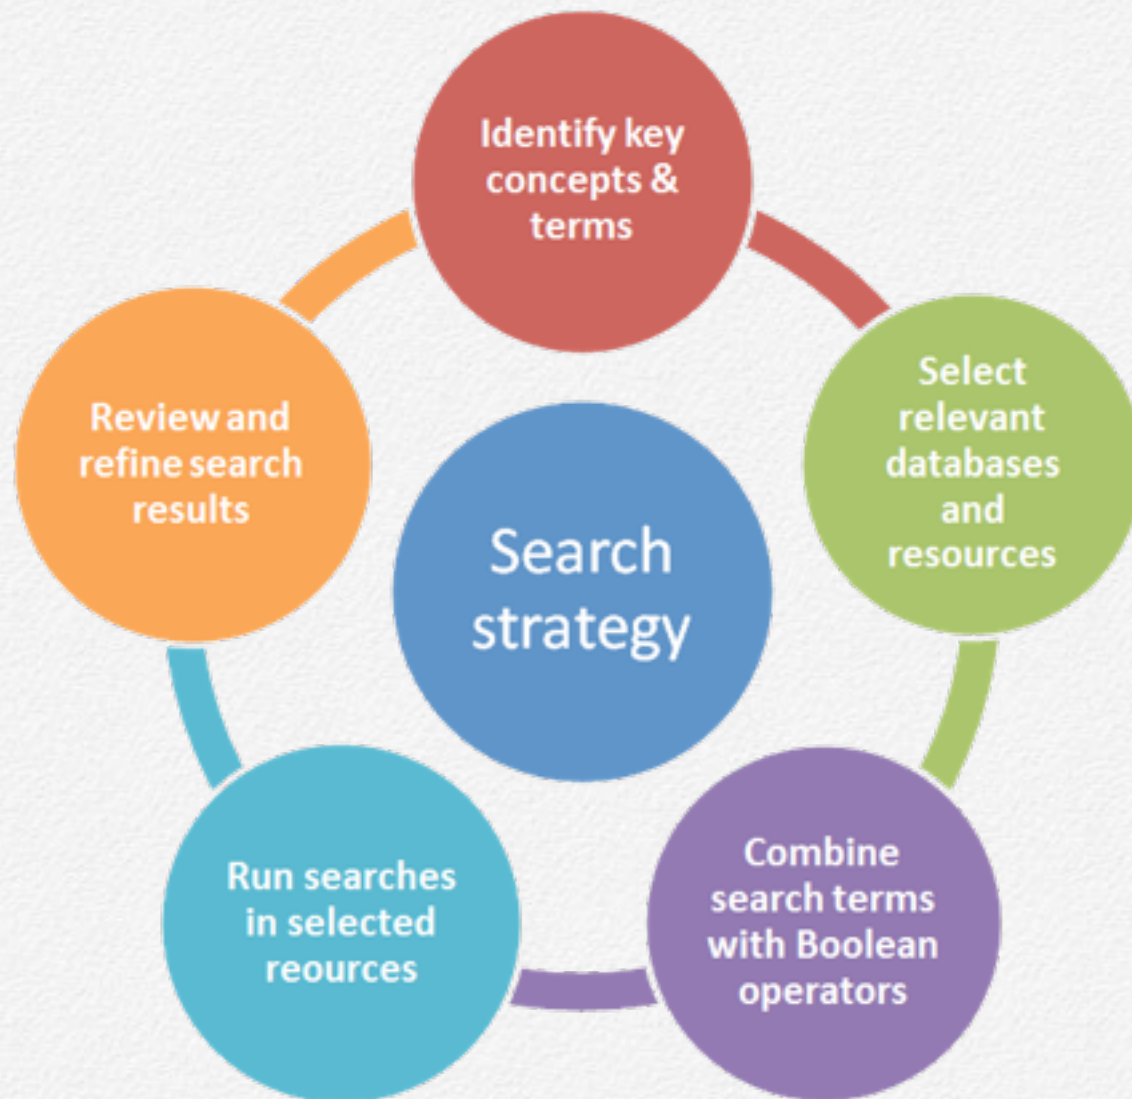 Identify key
concepts &
terms
Select
relevant
databases
and
resources
Combine
search terms
with Boolean
operators
Run searches
in selected
reources
Review and
refine search
results
Search
strategy